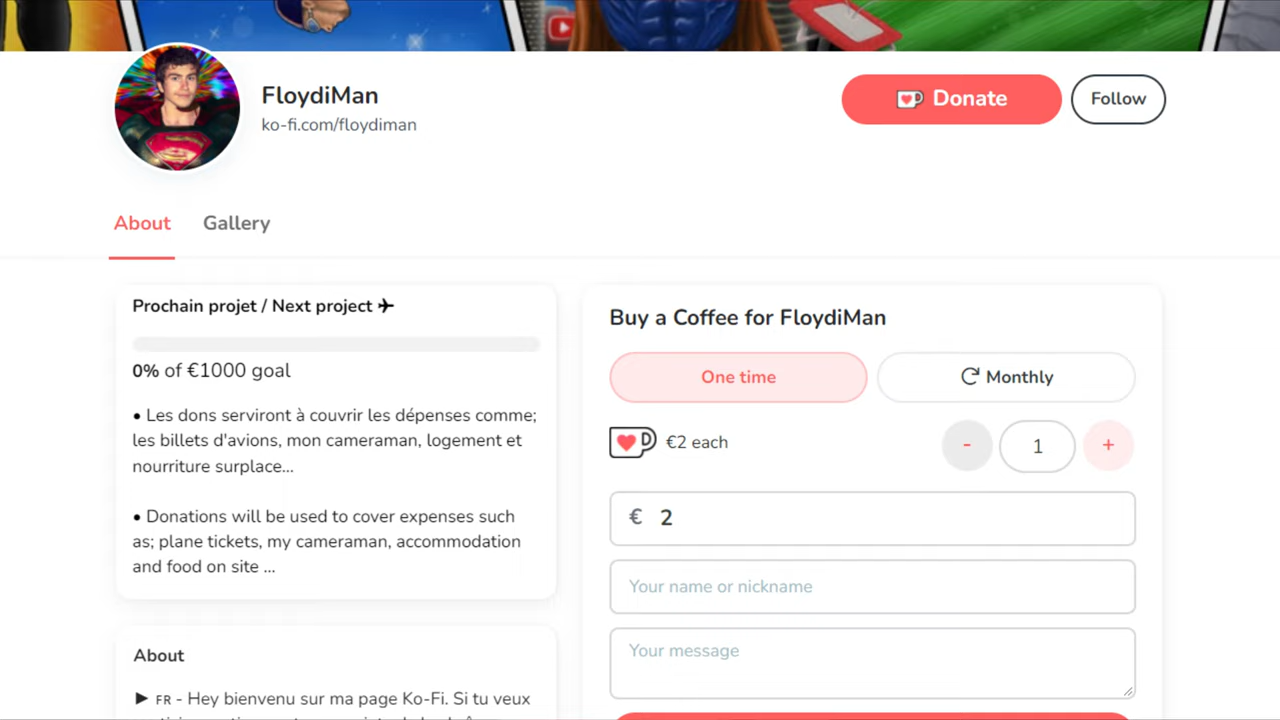 FloydiMan
ko-fi.com/floydiman
Donate
Follow
About
Gallery
Prochain projet / Next project ✈
0% of €1000 goal
• Les dons serviront à couvrir les dépenses comme;
les billets d'avions, mon cameraman, logement et
nourriture surplace...
• Donations will be used to cover expenses such
as; plane tickets, my cameraman, accommodation
and food on site ...
About
► FR - Hey bienvenu sur ma page Ko-Fi. Si tu veux
Buy a Coffee for FloydiMan
One time
Monthly
€2 each
-
1
+
€ 2
Your name or nickname
Your message